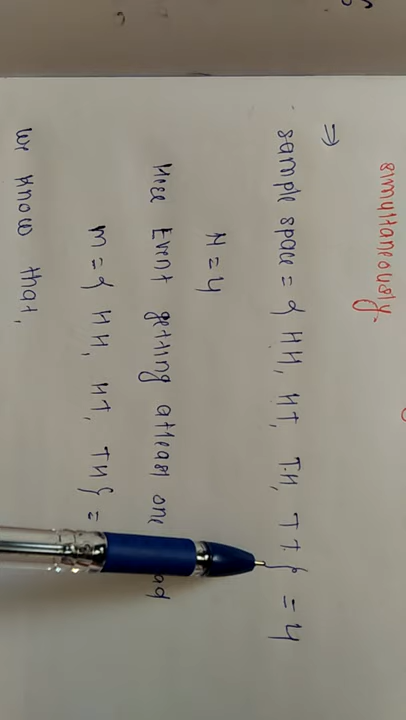 simultaneously.
⇒
sample space = { HH, HT, TH, TT } = 4
N = 4
Here Event getting atleast one
m = { HH, HT, TH } =
we know that,